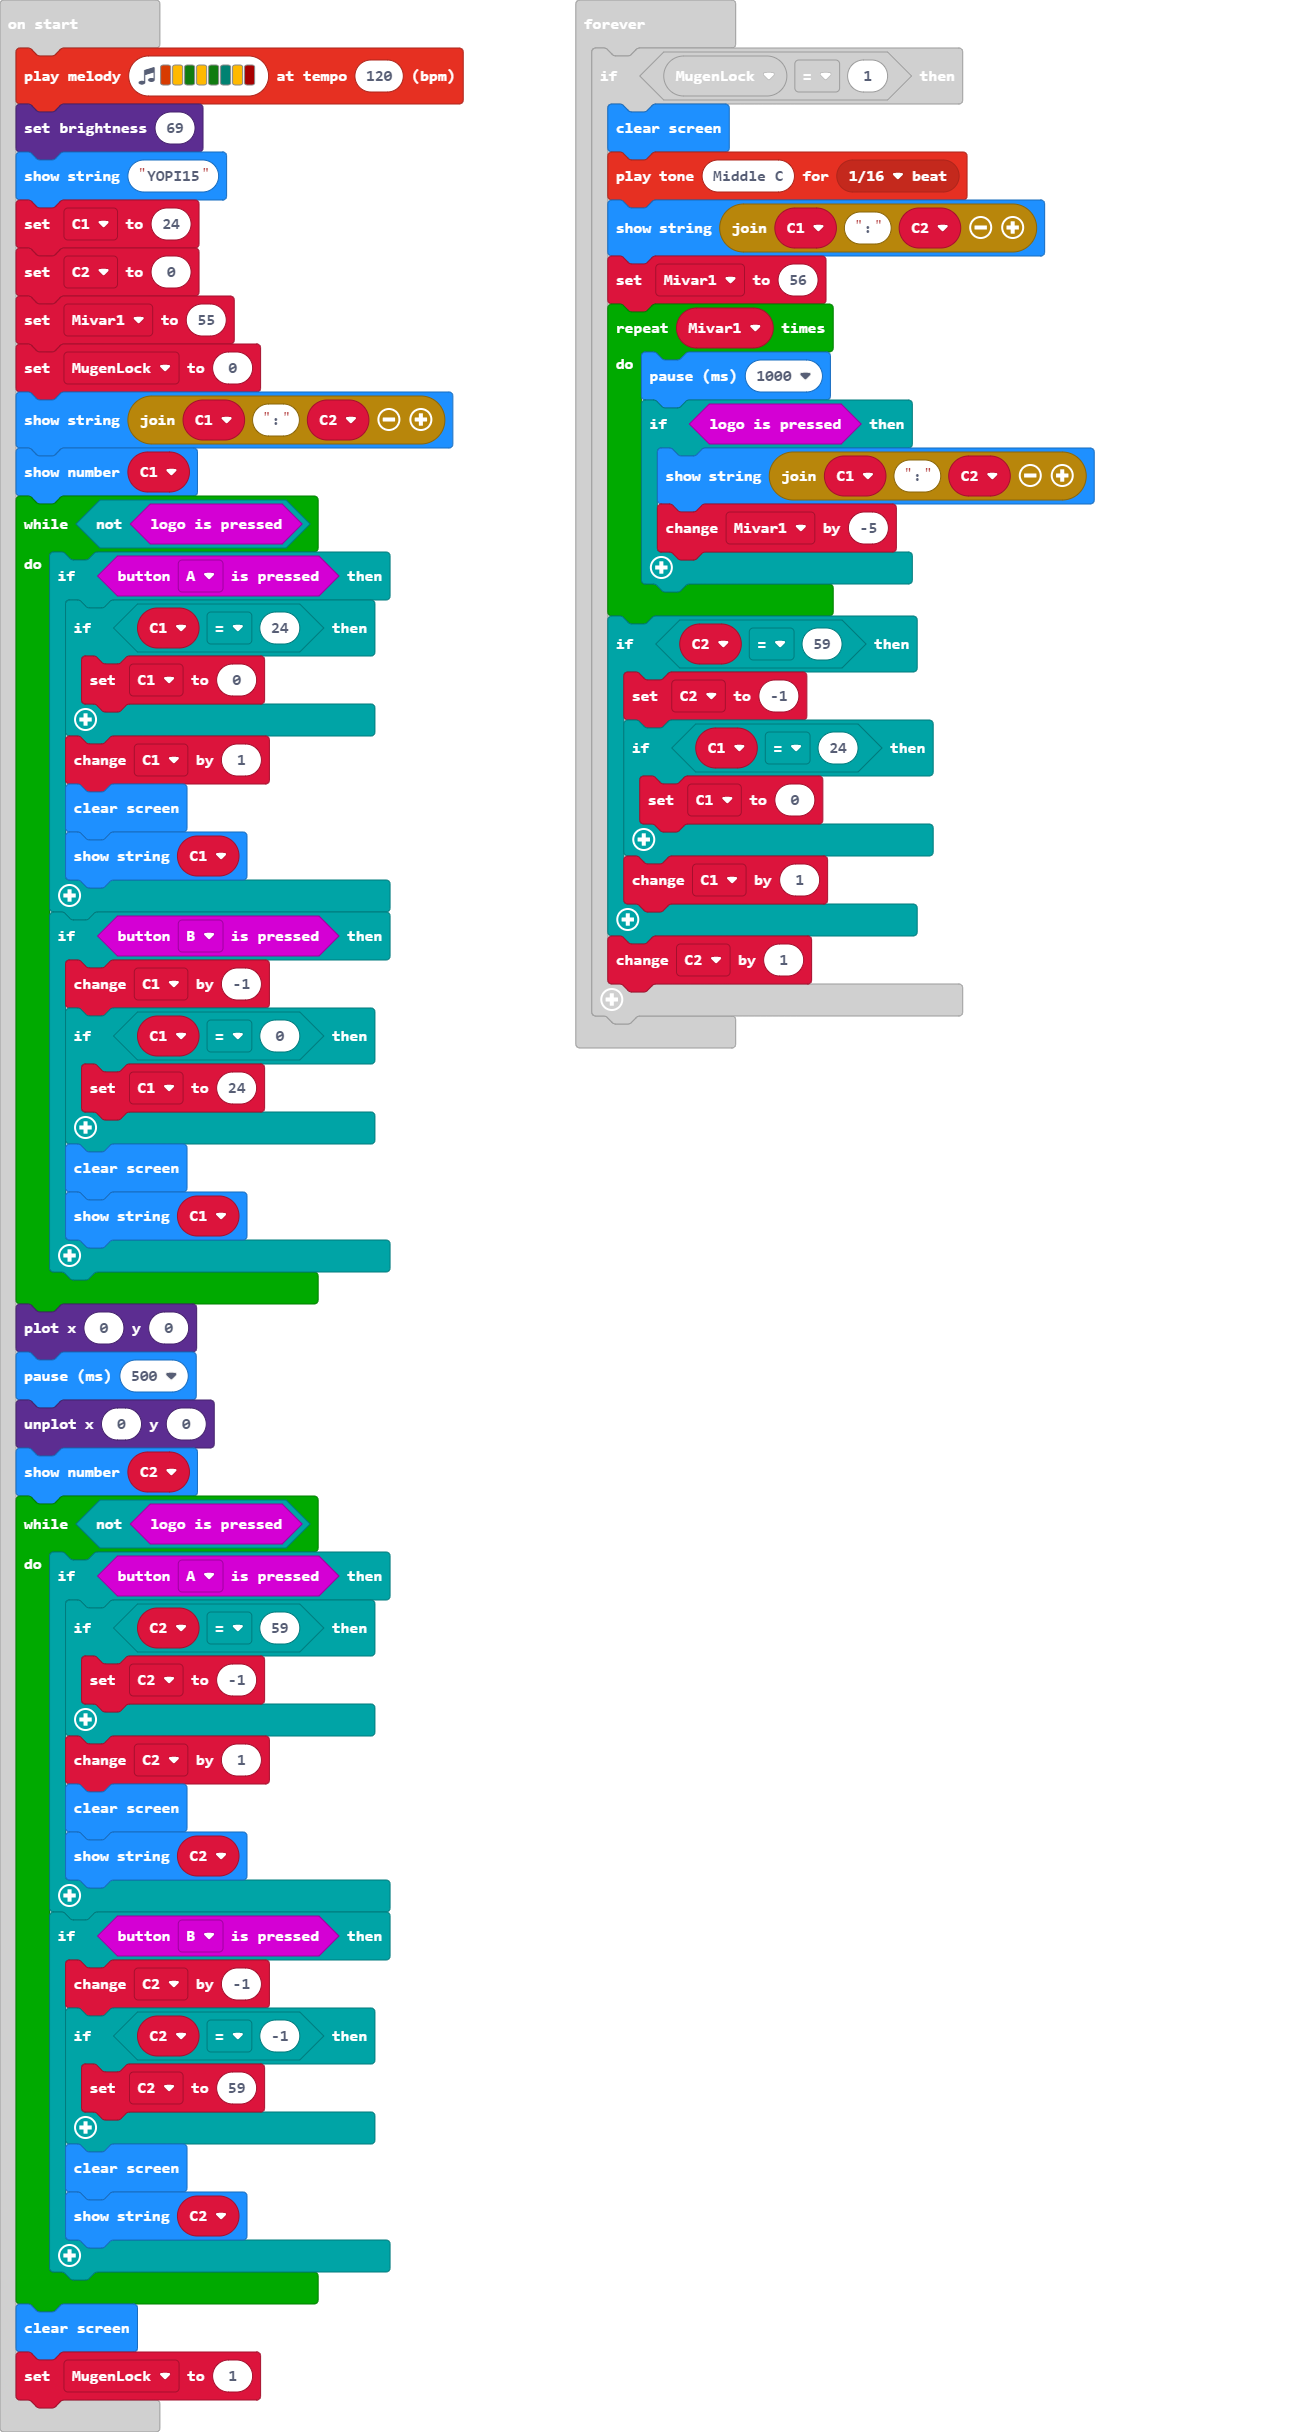 on start
play melody at tempo 120 (bpm)
set brightness 69
show string "YOPI15"
set C1 to 24
set C2 to 0
set Mivar1 to 55
set MugenLock to 0
show string join C1 ":" C2
show number C1
while not logo is pressed
do if button A is pressed then
if C1 = 24 then
set C1 to 0
change C1 by 1
clear screen
show string C1
if button B is pressed then
change C1 by -1
if C1 = 0 then
set C1 to 24
clear screen
show string C1
plot x 0 y 0
pause (ms) 500
unplot x 0 y 0
show number C2
while not logo is pressed
do if button A is pressed then
if C2 = 59 then
set C2 to -1
change C2 by 1
clear screen
show string C2
if button B is pressed then
change C2 by -1
if C2 = -1 then
set C2 to 59
clear screen
show string C2
clear screen
set MugenLock to 1
forever
if MugenLock = 1 then
clear screen
play tone Middle C for 1/16 beat
show string join C1 ":" C2
set Mivar1 to 56
repeat Mivar1 times
do pause (ms) 1000
if logo is pressed then
show string join C1 ":" C2
change Mivar1 by -5
if C2 = 59 then
set C2 to -1
if C1 = 24 then
set C1 to 0
change C1 by 1
change C2 by 1